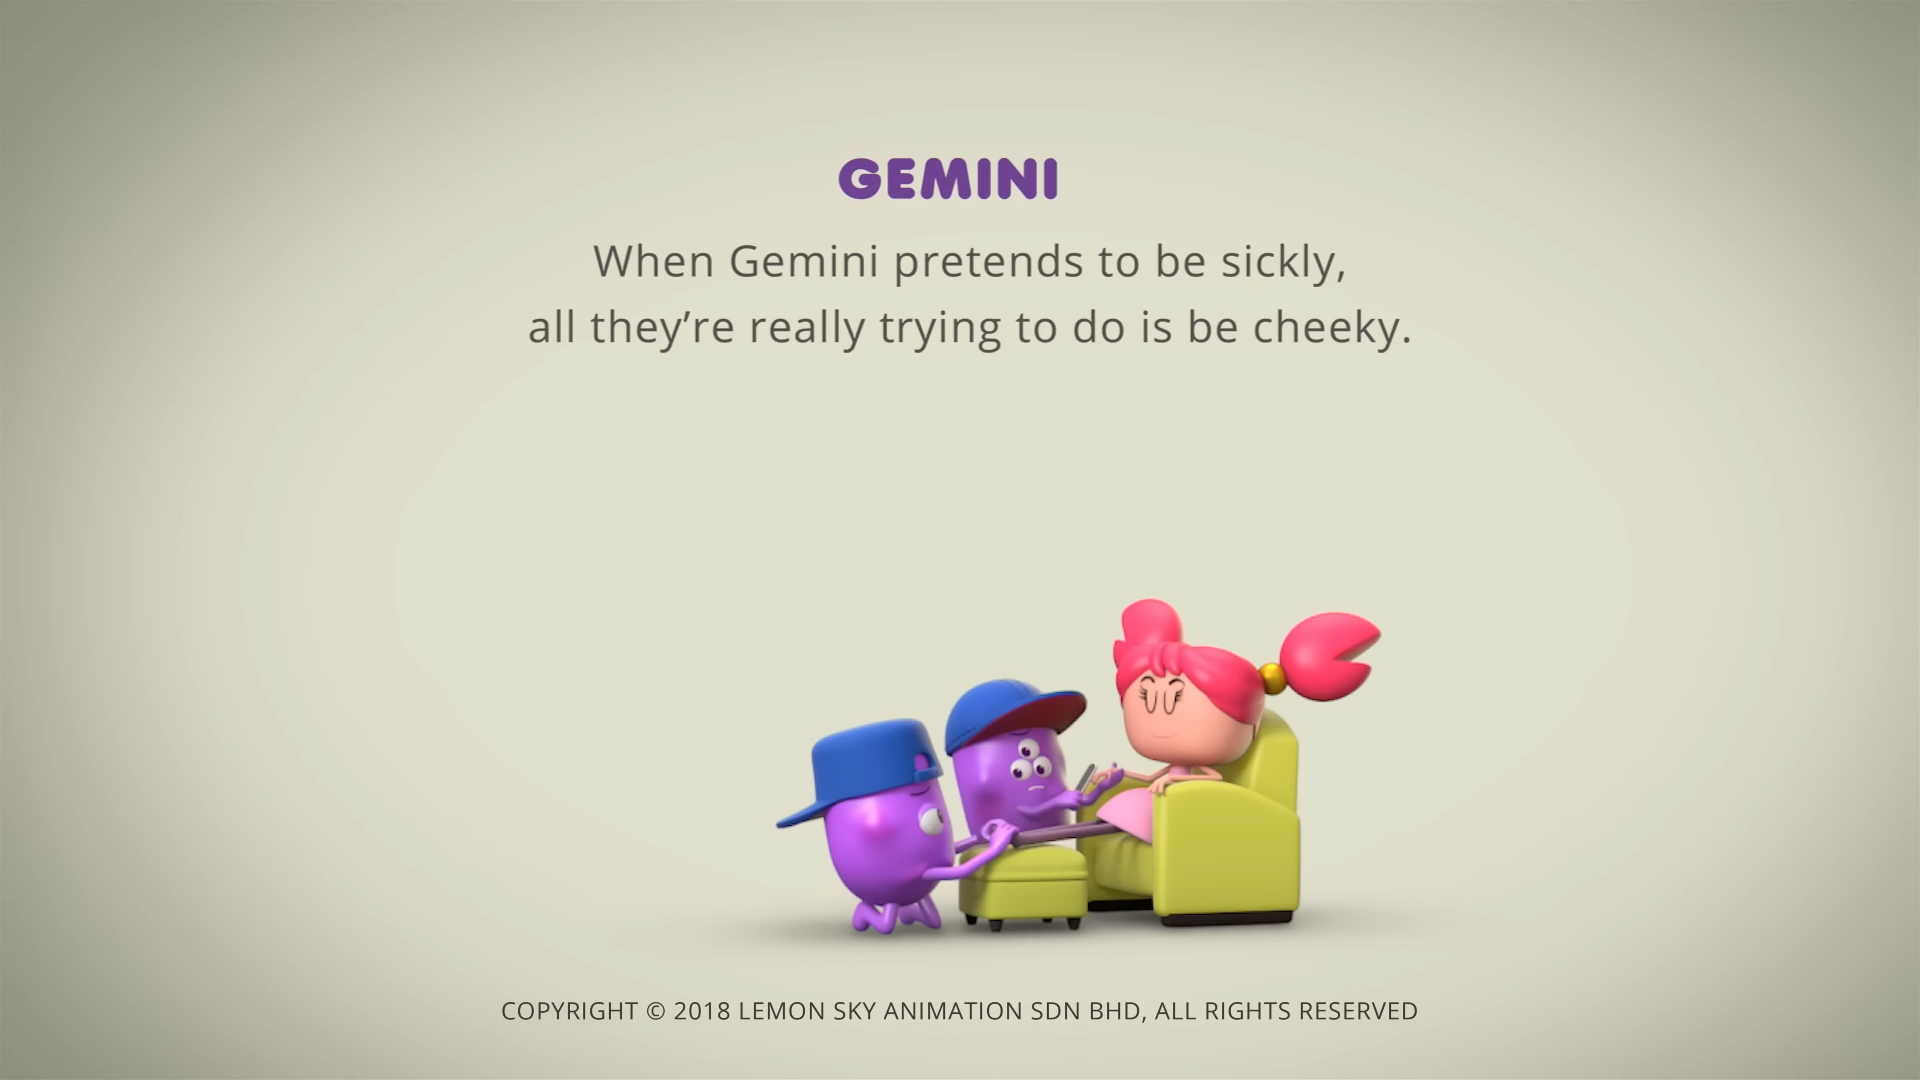 GEMINI
When Gemini pretends to be sickly,
all they’re really trying to do is be cheeky.
COPYRIGHT © 2018 LEMON SKY ANIMATION SDN BHD, ALL RIGHTS RESERVED